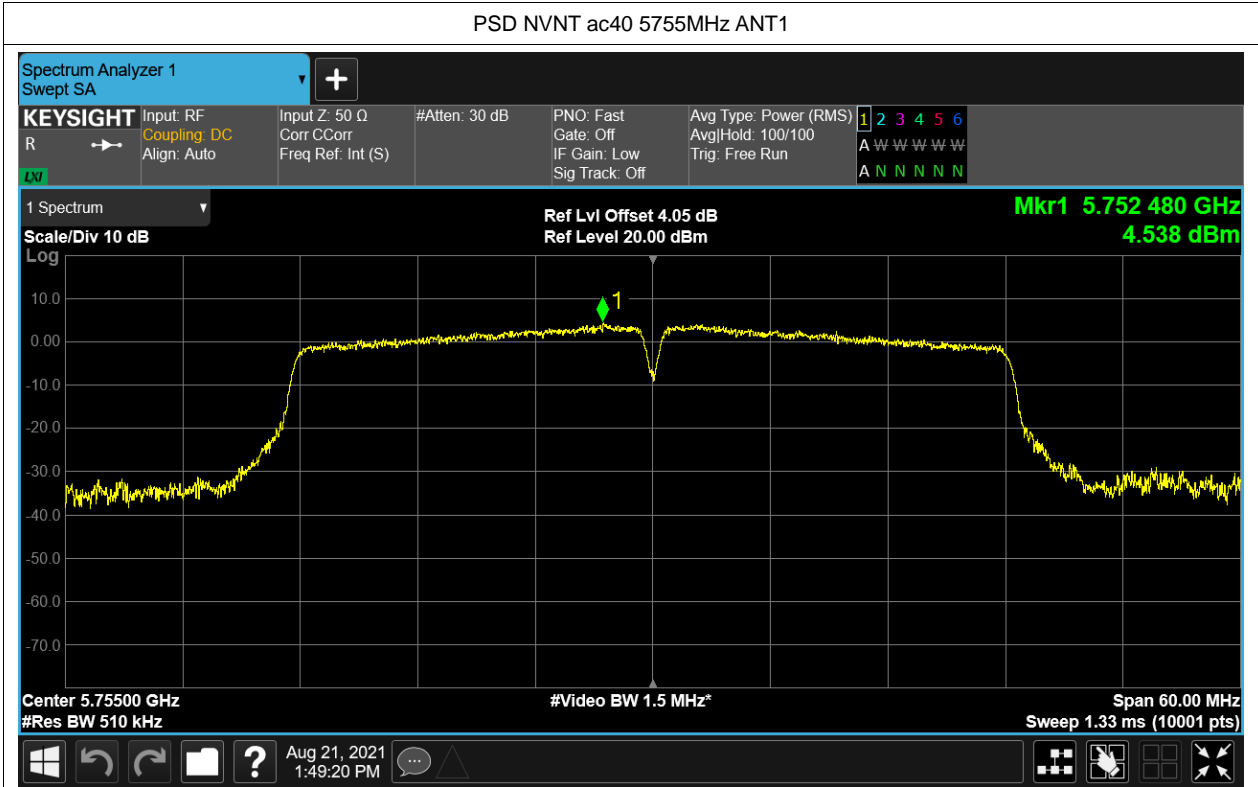 PSD NVNT ac40 5755MHz ANT1
Spectrum Analyzer 1
Swept SA
KEYSIGHT
R
LXI
Input: RF
Coupling: DC
Align: Auto
Input Z: 50 Ω
Corr CCorr
Freq Ref: Int (S)
#Atten: 30 dB
PNO: Fast
Gate: Off
IF Gain: Low
Sig Track: Off
Avg Type: Power (RMS)
Avg|Hold: 100/100
Trig: Free Run
1 2 3 4 5 6
A W W W W W
A N N N N N
1 Spectrum
Scale/Div 10 dB
Log
Ref Lvl Offset 4.05 dB
Ref Level 20.00 dBm
Mkr1 5.752 480 GHz
4.538 dBm
1
10.0
0.00
-10.0
-20.0
-30.0
-40.0
-50.0
-60.0
-70.0
Center 5.75500 GHz
#Res BW 510 kHz
#Video BW 1.5 MHz*
Span 60.00 MHz
Sweep 1.33 ms (10001 pts)
?
Aug 21, 2021
1:49:20 PM